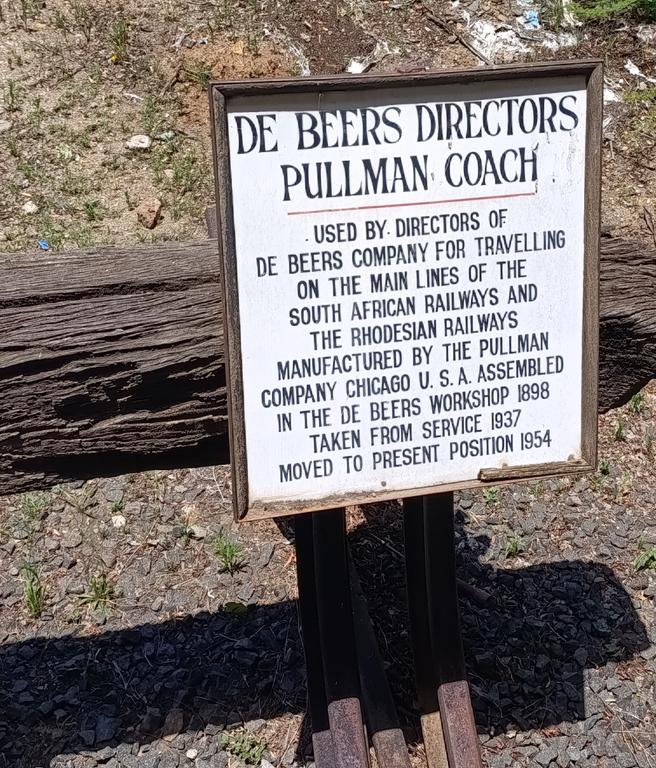 DE BEERS DIRECTORS
PULLMAN COACH
USED BY DIRECTORS OF
DE BEERS COMPANY FOR TRAVELLING
ON THE MAIN LINES OF THE
SOUTH AFRICAN RAILWAYS AND
THE RHODESIAN RAILWAYS
MANUFACTURED BY THE PULLMAN
COMPANY CHICAGO U. S. A. ASSEMBLED
IN THE DE BEERS WORKSHOP 1898
TAKEN FROM SERVICE 1937
MOVED TO PRESENT POSITION 1954